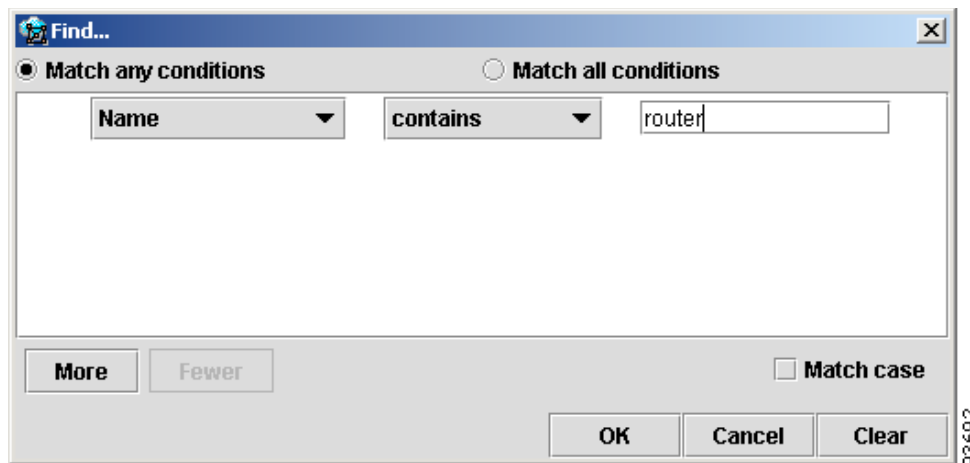 Find...
Match any conditions
Match all conditions
Name
contains
router
More
Fewer
Match case
OK
Cancel
Clear